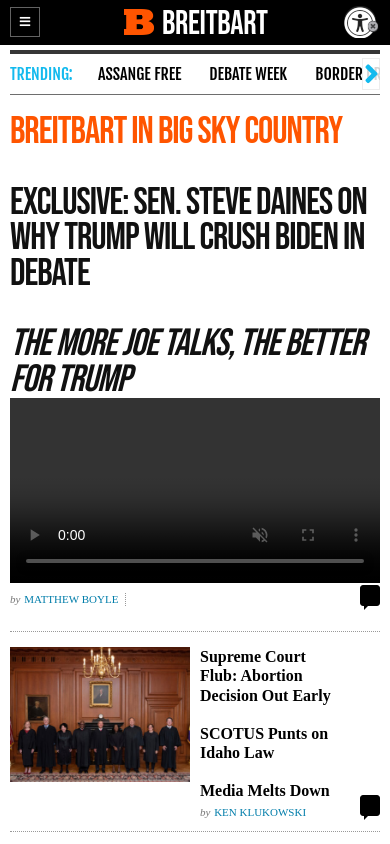 B BREITBART
TRENDING: ASSANGE FREE DEBATE WEEK BORDER
BREITBART IN BIG SKY COUNTRY
EXCLUSIVE: SEN. STEVE DAINES ON
WHY TRUMP WILL CRUSH BIDEN IN
DEBATE
THE MORE JOE TALKS, THE BETTER
FOR TRUMP
0:00
by MATTHEW BOYLE
Supreme Court
Flub: Abortion
Decision Out Early
SCOTUS Punts on
Idaho Law
Media Melts Down
by KEN KLUKOWSKI